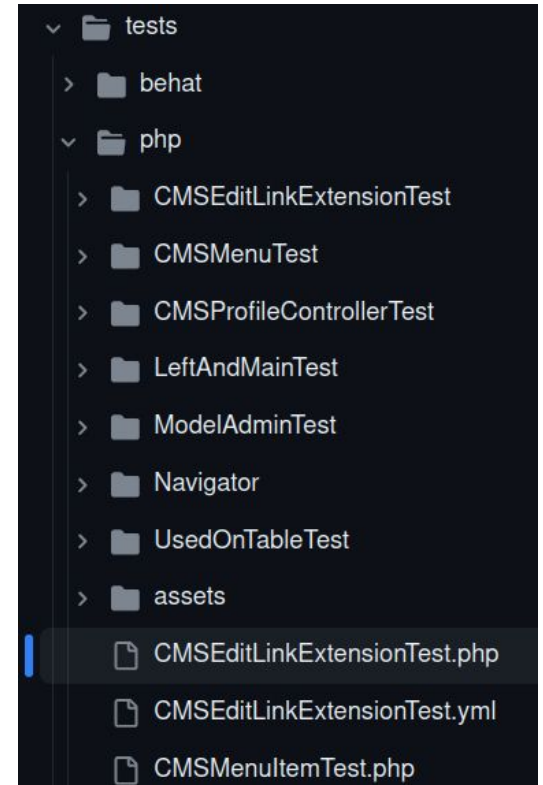 tests
behat
php
CMSEditLinkExtensionTest
CMSMenuTest
CMSProfileControllerTest
LeftAndMainTest
ModelAdminTest
Navigator
UsedOnTableTest
assets
CMSEditLinkExtensionTest.php
CMSEditLinkExtensionTest.yml
CMSMenuItemTest.php